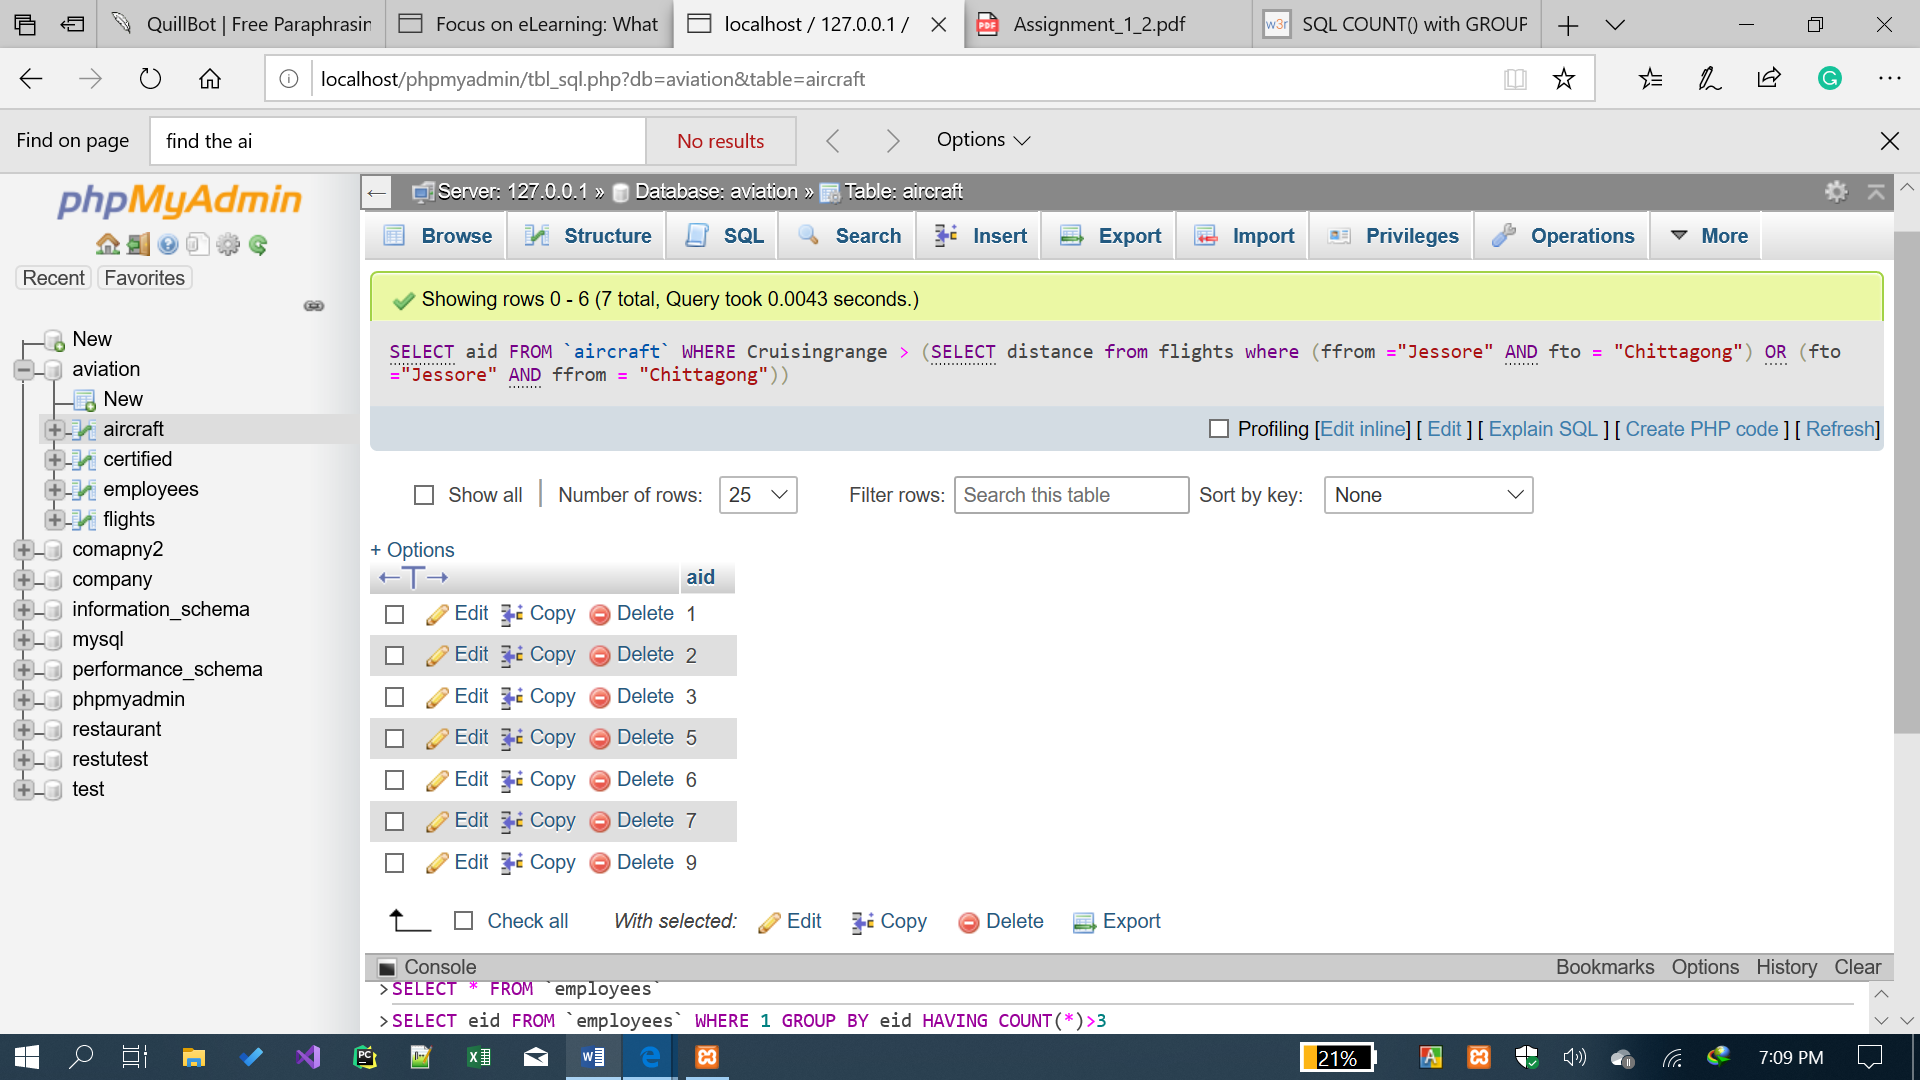 QuillBot | Free Paraphrasin
Focus on eLearning: What
localhost / 127.0.0.1 /
Assignment_1_2.pdf
w3r
SQL COUNT() with GROUP
localhost/phpmyadmin/tbl_sql.php?db=aviation&table=aircraft
Find on page
find the ai
No results
Options
phpMyAdmin
Recent
Favorites
New
aviation
New
aircraft
certified
employees
flights
comapny2
company
information_schema
mysql
performance_schema
phpmyadmin
restaurant
restutest
test
Server: 127.0.0.1 » Database: aviation » Table: aircraft
Browse Structure SQL Search Insert Export Import Privileges Operations More
Showing rows 0 - 6 (7 total, Query took 0.0043 seconds.)
SELECT aid FROM `aircraft` WHERE Cruisingrange > (SELECT distance from flights where (ffrom ="Jessore" AND fto = "Chittagong") OR (fto
="Jessore" AND ffrom = "Chittagong"))
Profiling [Edit inline] [ Edit ] [ Explain SQL ] [ Create PHP code ] [ Refresh]
Show all Number of rows: 25 Filter rows: Search this table Sort by key: None
+ Options
←T→ aid
Edit Copy Delete 1
Edit Copy Delete 2
Edit Copy Delete 3
Edit Copy Delete 5
Edit Copy Delete 6
Edit Copy Delete 7
Edit Copy Delete 9
Check all With selected: Edit Copy Delete Export
Console Bookmarks Options History Clear
>SELECT * FROM `employees`
>SELECT eid FROM `employees` WHERE 1 GROUP BY eid HAVING COUNT(*)>3
21%
7:09 PM